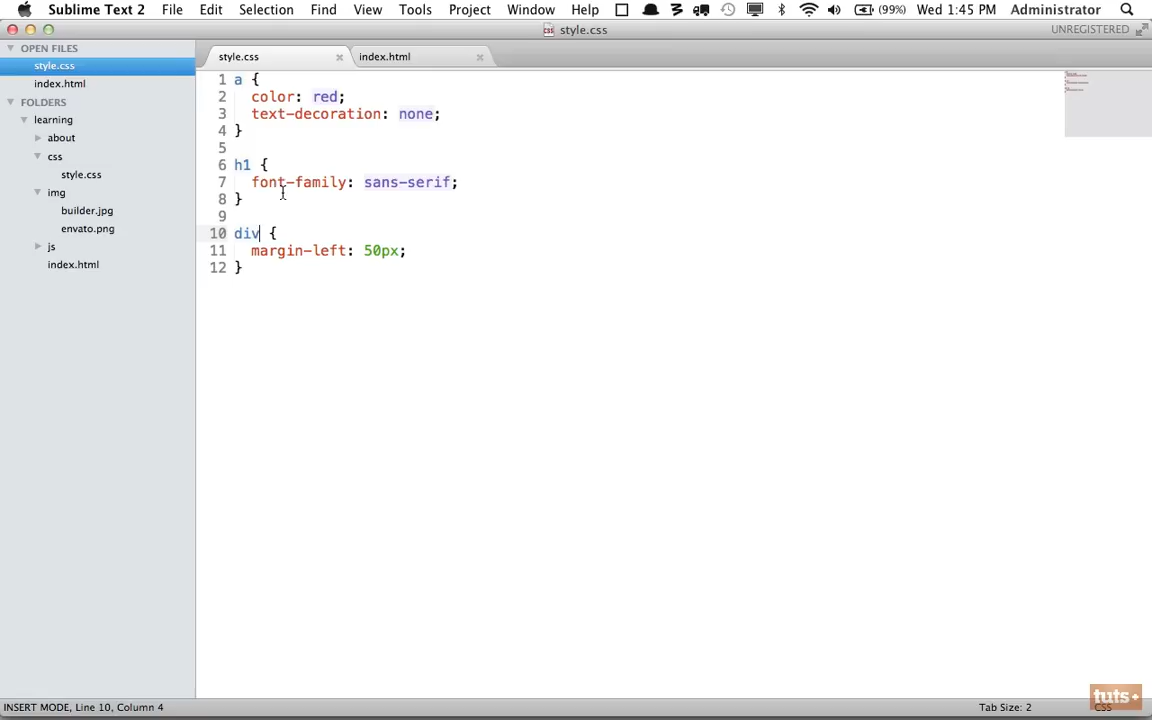 Sublime Text 2 File Edit Selection Find View Tools Project Window Help (99%) Wed 1:45 PM Administrator
style.css UNREGISTERED
OPEN FILES
style.css
index.html
FOLDERS
learning
about
css
style.css
img
builder.jpg
envato.png
js
index.html
style.css index.html
1 a {
2 color: red;
3 text-decoration: none;
4 }
5
6 h1 {
7 font-family: sans-serif;
8 }
9
10 div {
11 margin-left: 50px;
12 }
INSERT MODE, Line 10, Column 4 Tab Size: 2 CSS
tuts+